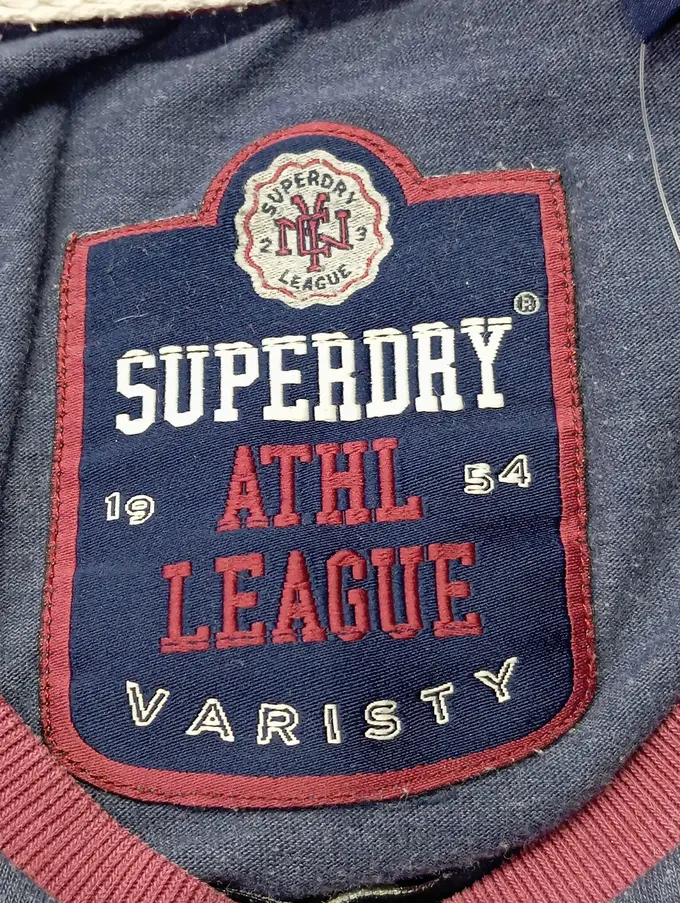 SUPERDRY
2 3
LEAGUE
SUPERDRY®
ATHL
19 54
LEAGUE
VARISTY